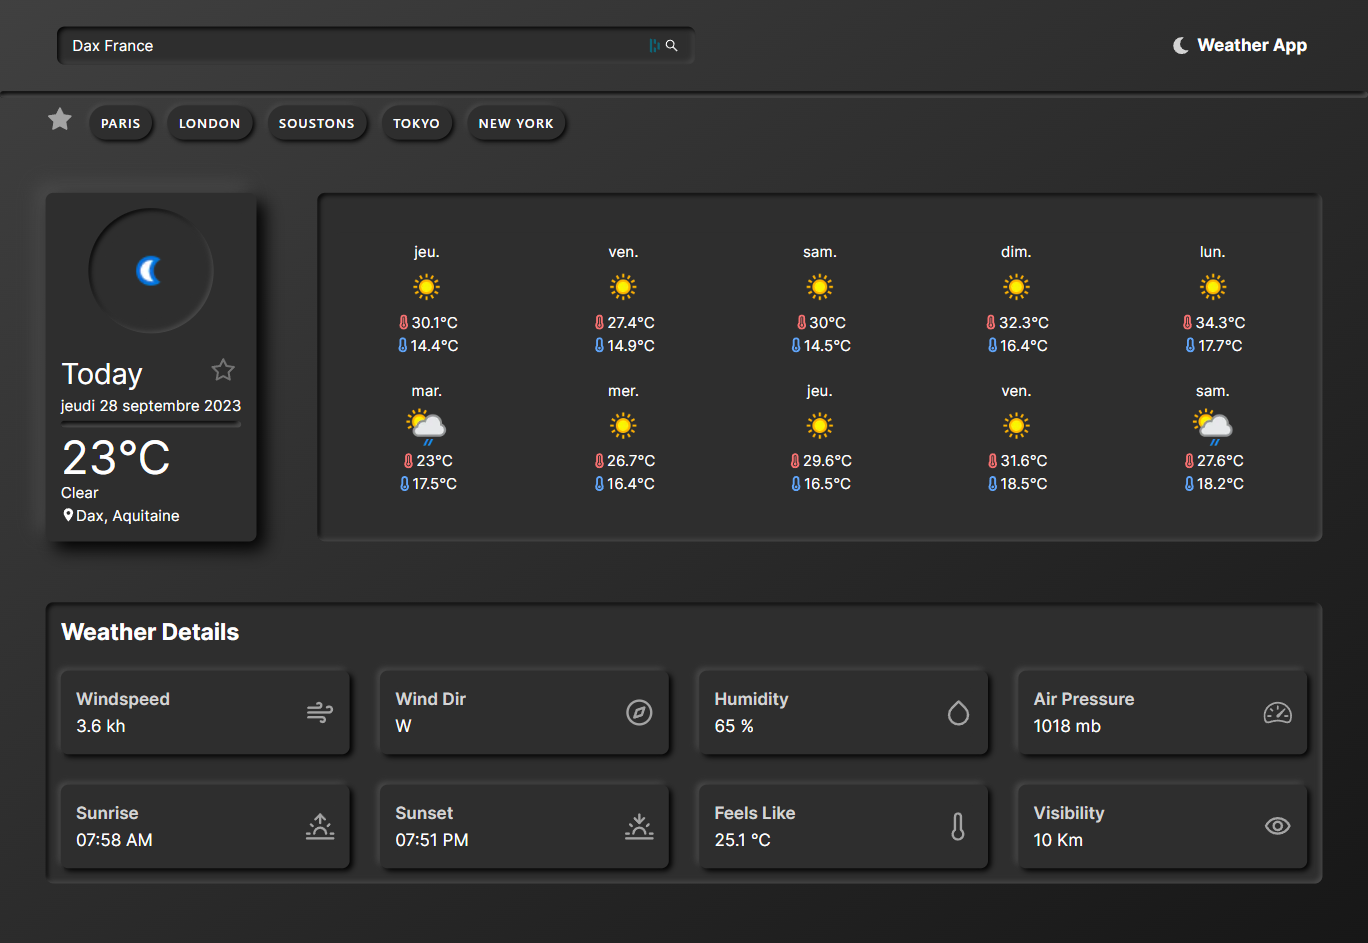 Dax France
Weather App
PARIS
LONDON
SOUSTONS
TOKYO
NEW YORK
Today
jeudi 28 septembre 2023
23°C
Clear
Dax, Aquitaine
jeu.
30.1°C
14.4°C
ven.
27.4°C
14.9°C
sam.
30°C
14.5°C
dim.
32.3°C
16.4°C
lun.
34.3°C
17.7°C
mar.
23°C
17.5°C
mer.
26.7°C
16.4°C
jeu.
29.6°C
16.5°C
ven.
31.6°C
18.5°C
sam.
27.6°C
18.2°C
Weather Details
Windspeed
3.6 kh
Wind Dir
W
Humidity
65 %
Air Pressure
1018 mb
Sunrise
07:58 AM
Sunset
07:51 PM
Feels Like
25.1 °C
Visibility
10 Km